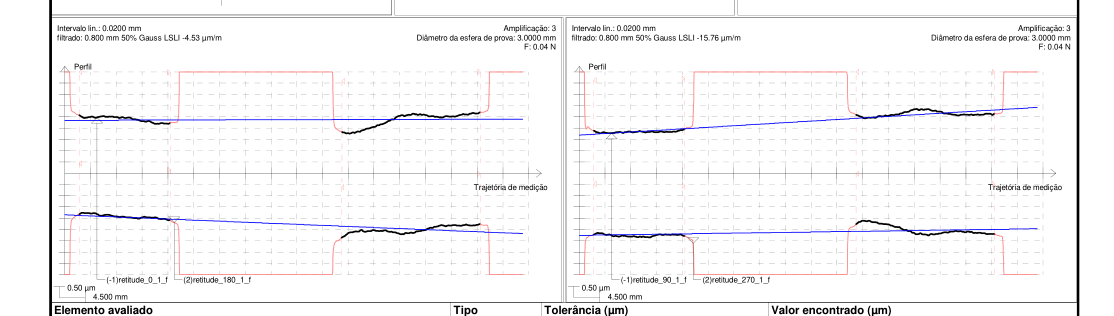 Intervalo lin.: 0.0200 mm
Amplificação: 3
filtrado: 0.800 mm 50% Gauss LSLI -4.53 µm/m
Diâmetro da esfera de prova: 3.0000 mm
F: 0.04 N
Perfil
Trajetória de medição
(-1)retitude_0_1_f
(2)retitude_180_1_f
0.50 µm
4.500 mm
Intervalo lin.: 0.0200 mm
Amplificação: 3
filtrado: 0.800 mm 50% Gauss LSLI -15.76 µm/m
Diâmetro da esfera de prova: 3.0000 mm
F: 0.04 N
Perfil
Trajetória de medição
(-1)retitude_90_1_f
(2)retitude_270_1_f
0.50 µm
4.500 mm
Elemento avaliado
Tipo
Tolerância (µm)
Valor encontrado (µm)